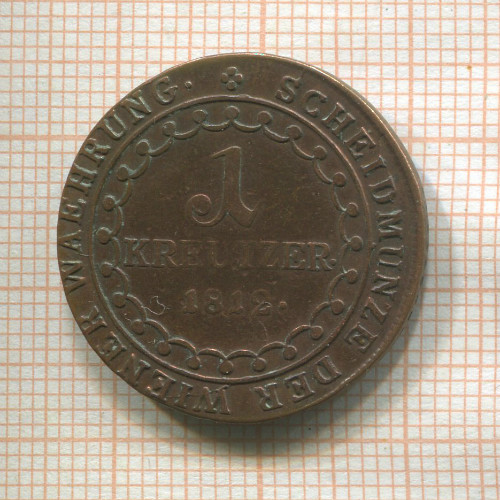 SCHEIDMUNZE DER WIENER WAEHRUNG.
1
KREUTZER.
1812.